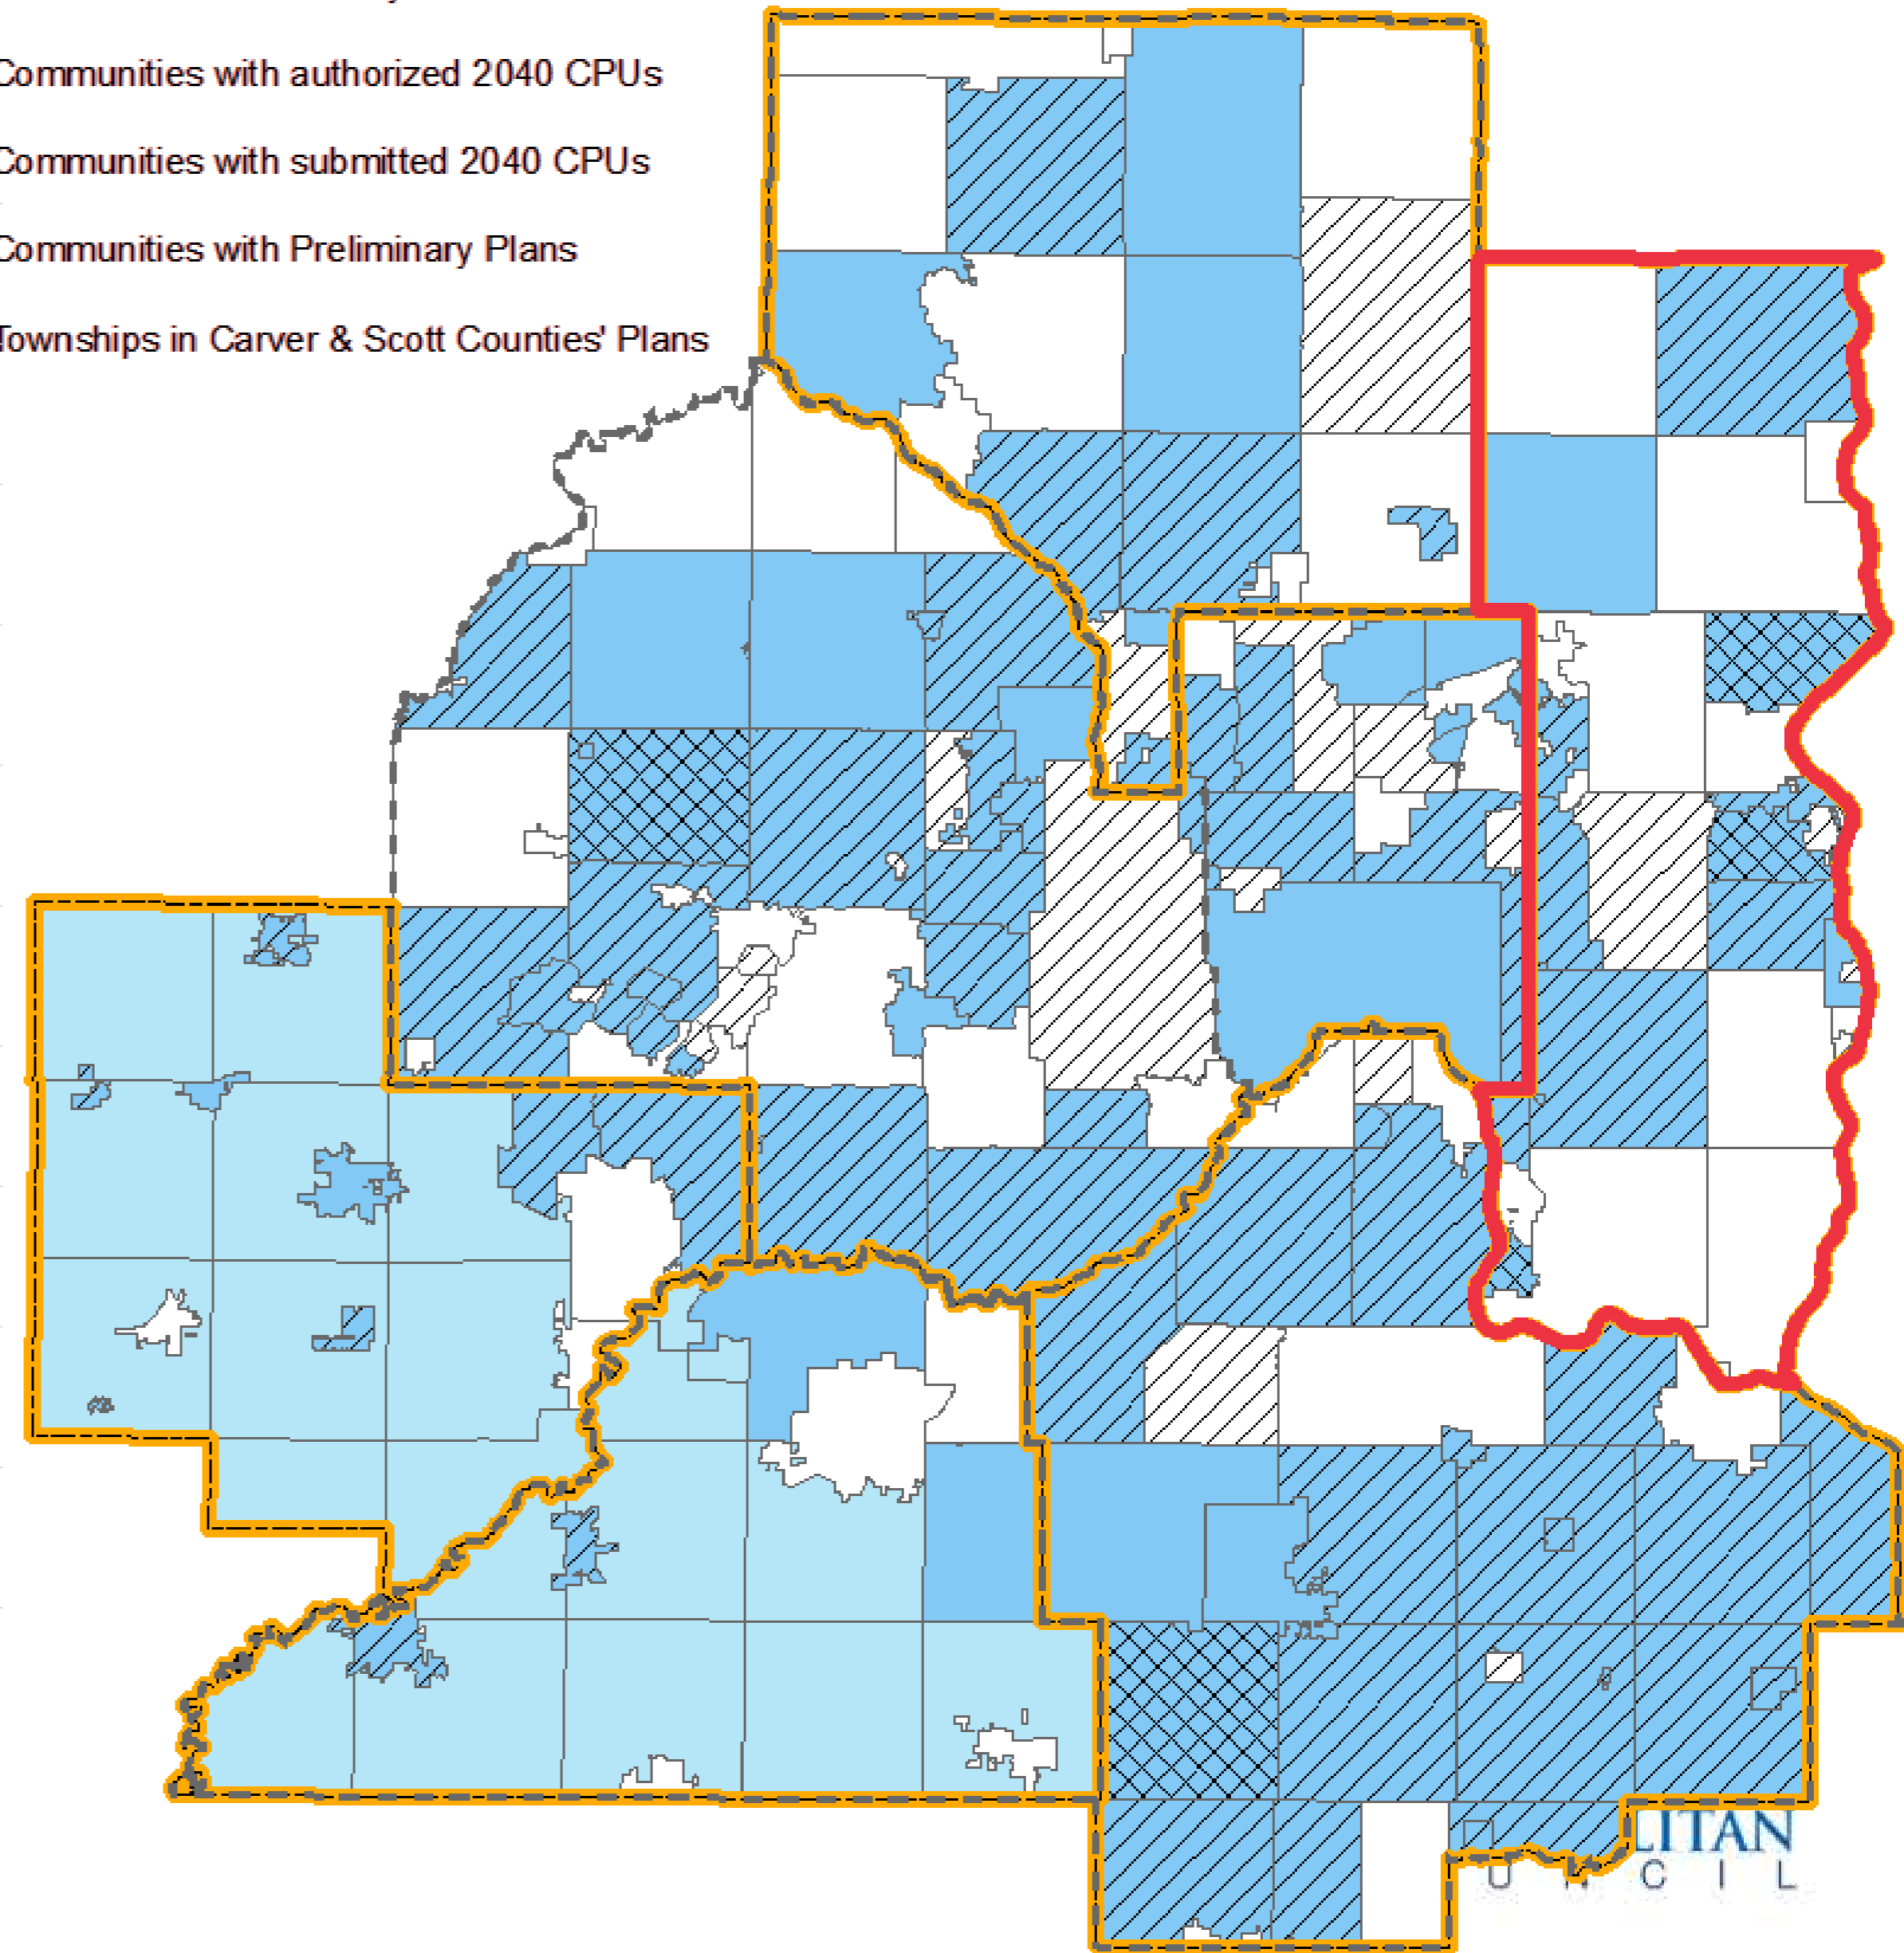 Communities with authorized 2040 CPUs
Communities with submitted 2040 CPUs
Communities with Preliminary Plans
Townships in Carver & Scott Counties' Plans
LITAN
U N C I L